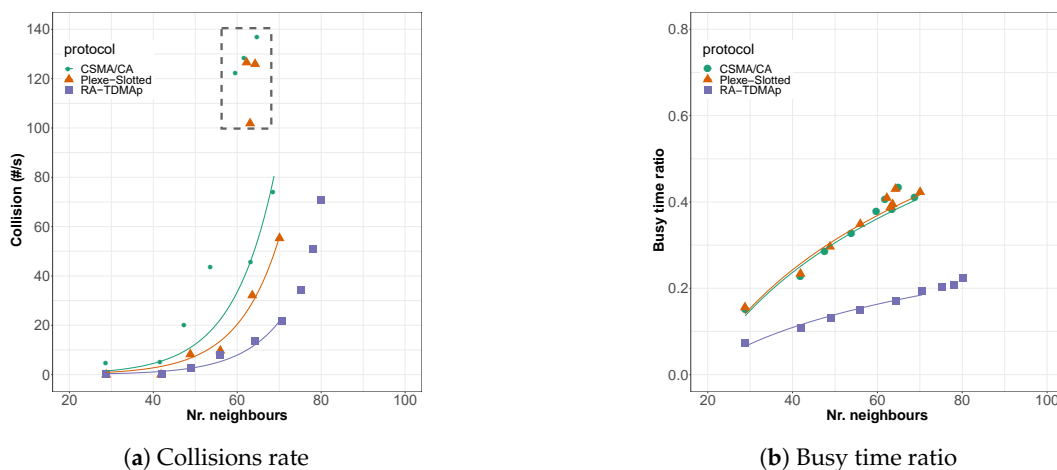 140
120
100
80
60
40
20
0
Collision (#/s)
protocol
CSMA/CA
Plexe−Slotted
RA−TDMAp
20 40 60 80 100
Nr. neighbours
(a) Collisions rate
0.8
0.6
0.4
0.2
0.0
Busy time ratio
protocol
CSMA/CA
Plexe−Slotted
RA−TDMAp
20 40 60 80 100
Nr. neighbours
(b) Busy time ratio